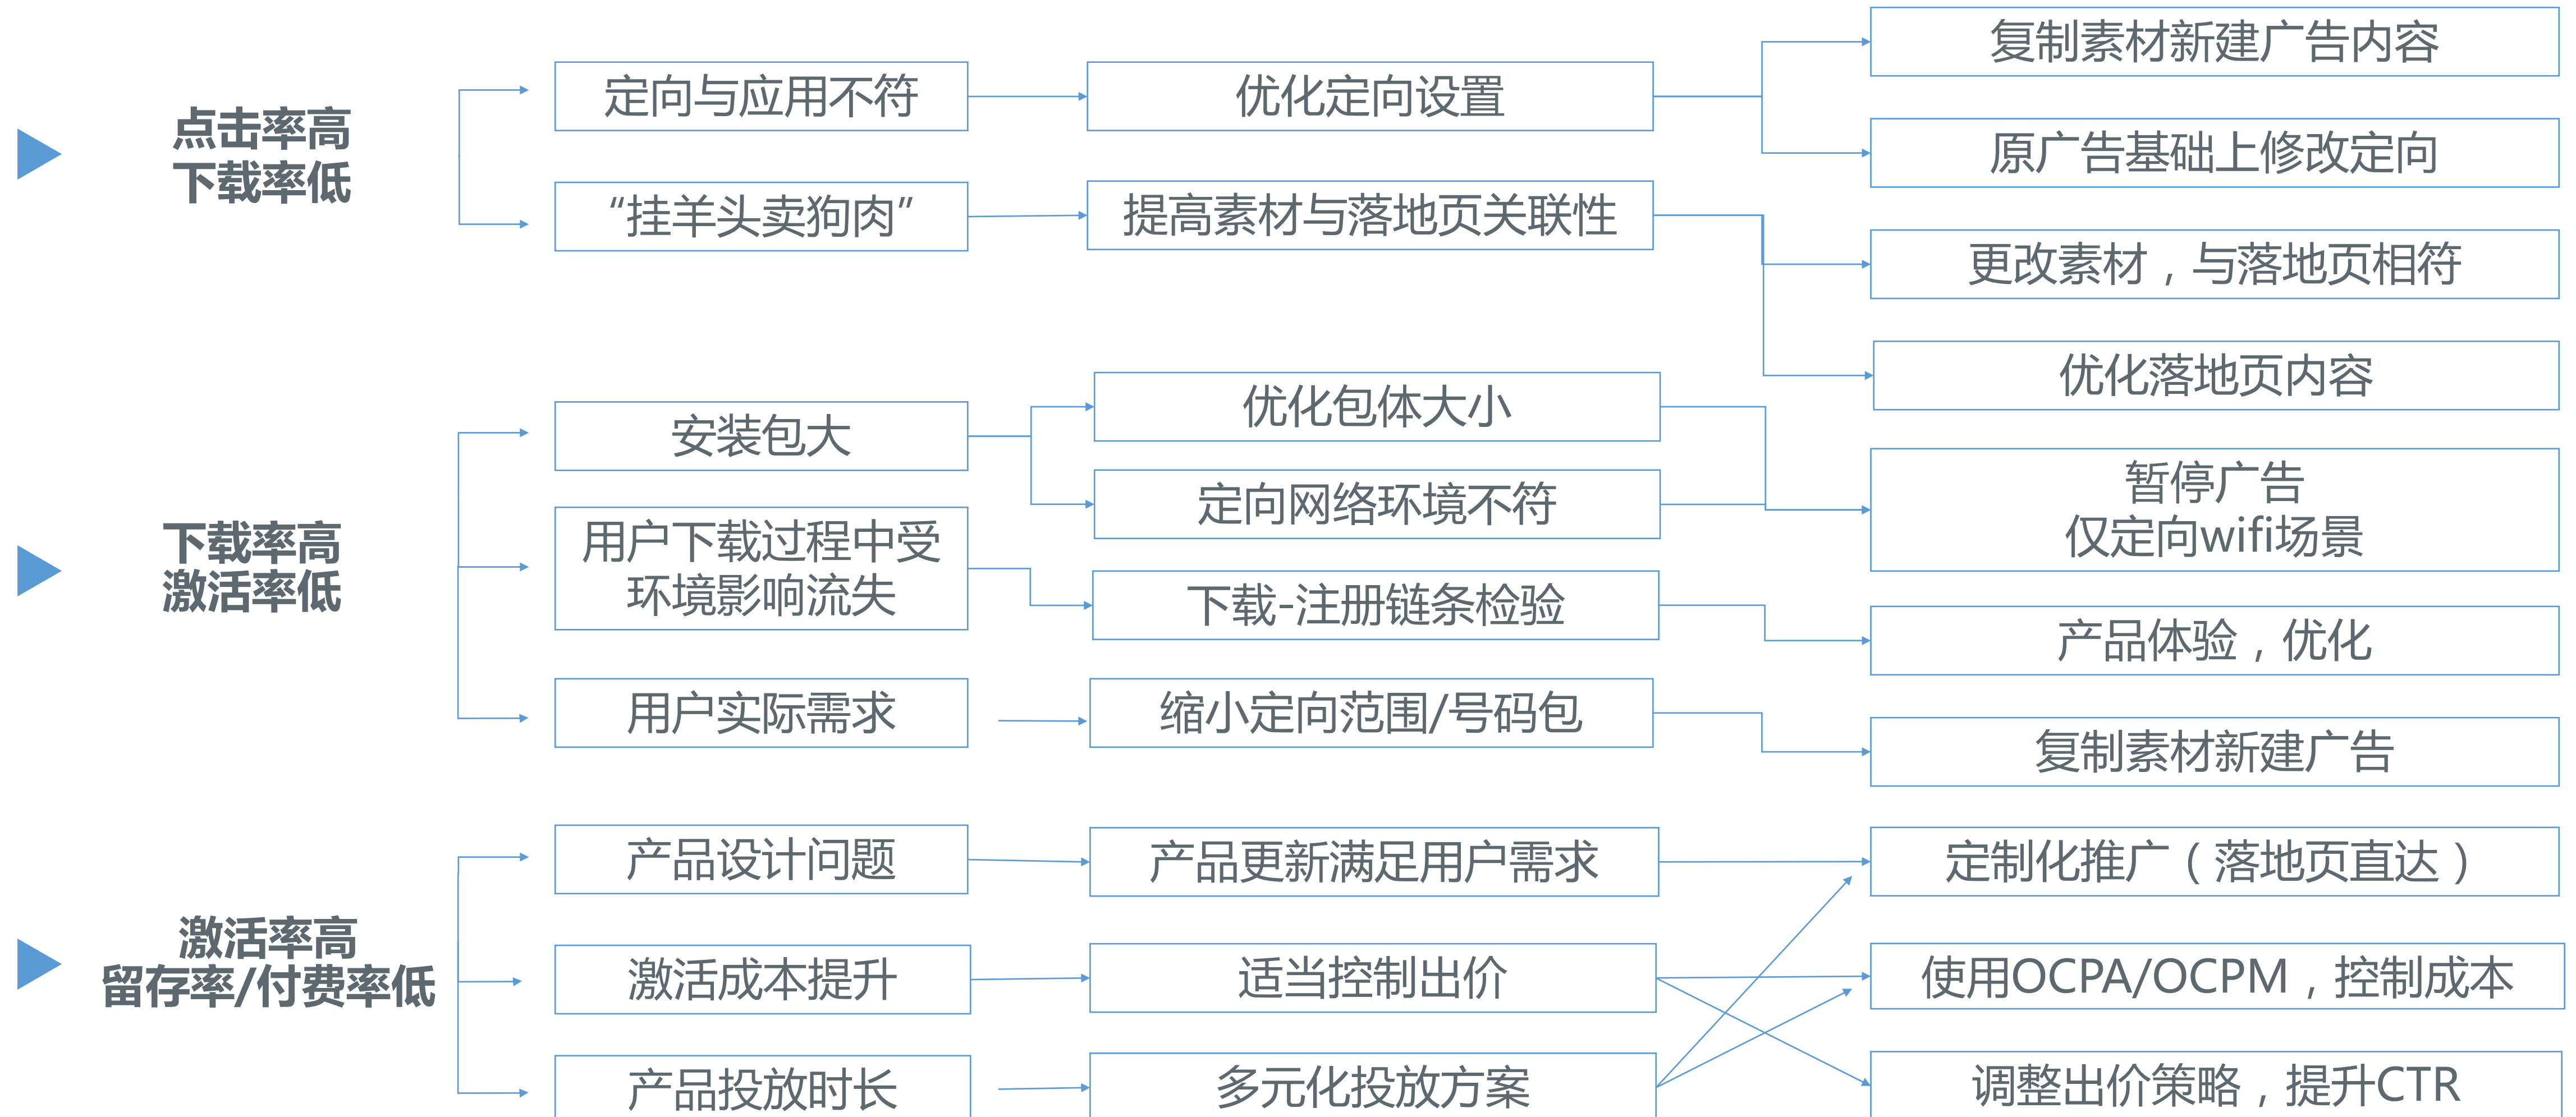 点击率高
下载率低
定向与应用不符
优化定向设置
复制素材新建广告内容
原广告基础上修改定向
“挂羊头卖狗肉”
提高素材与落地页关联性
更改素材，与落地页相符
优化落地页内容
下载率高
激活率低
安装包大
优化包体大小
定向网络环境不符
暂停广告
仅定向wifi场景
用户下载过程中受
环境影响流失
下载-注册链条检验
产品体验，优化
用户实际需求
缩小定向范围/号码包
复制素材新建广告
激活率高
留存率/付费率低
产品设计问题
产品更新满足用户需求
定制化推广（落地页直达）
激活成本提升
适当控制出价
使用OCPA/OCPM，控制成本
产品投放时长
多元化投放方案
调整出价策略，提升CTR